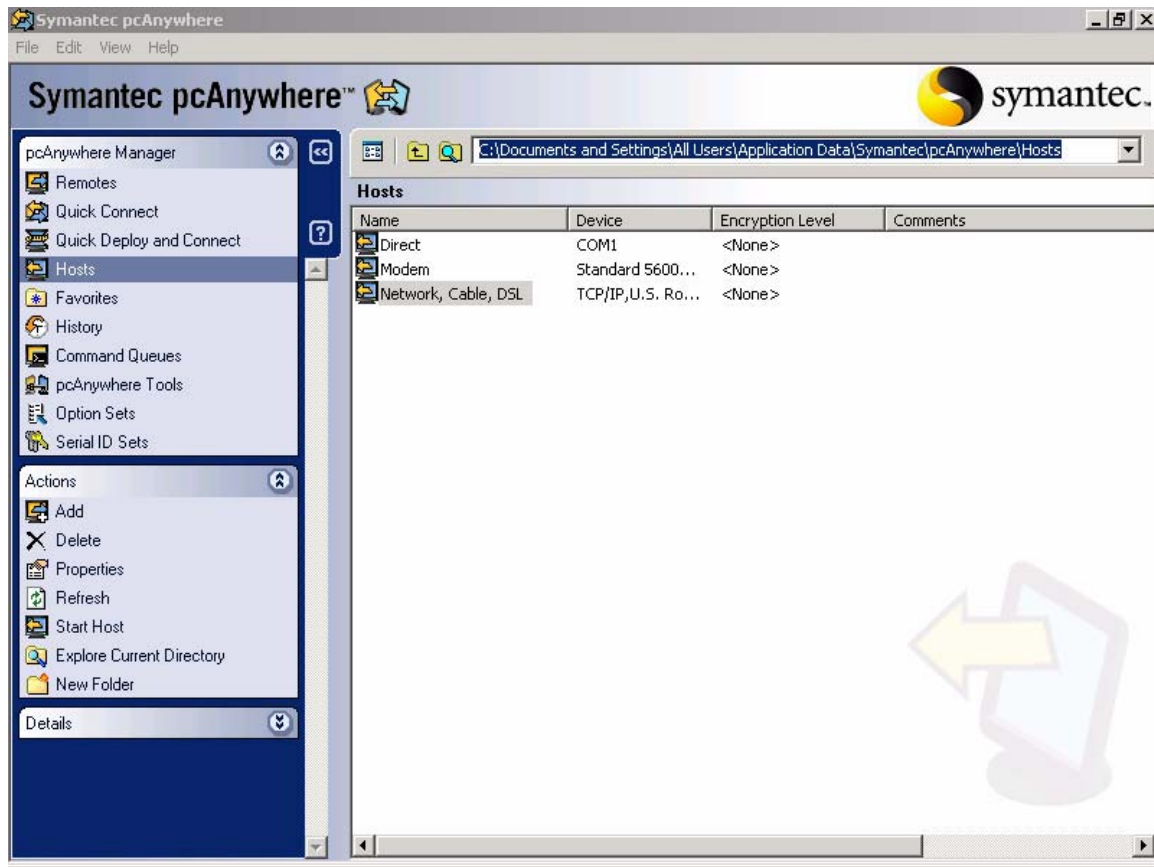 Symantec pcAnywhere
File Edit View Help
Symantec pcAnywhere™
symantec.
pcAnywhere Manager
Remotes
Quick Connect
Quick Deploy and Connect
Hosts
Favorites
History
Command Queues
pcAnywhere Tools
Option Sets
Serial ID Sets
Actions
Add
Delete
Properties
Refresh
Start Host
Explore Current Directory
New Folder
Details
C:\Documents and Settings\All Users\Application Data\Symantec\pcAnywhere\Hosts
Hosts
Name Device Encryption Level Comments
Direct COM1 <None>
Modem Standard 5600... <None>
Network, Cable, DSL TCP/IP,U.S. Ro... <None>